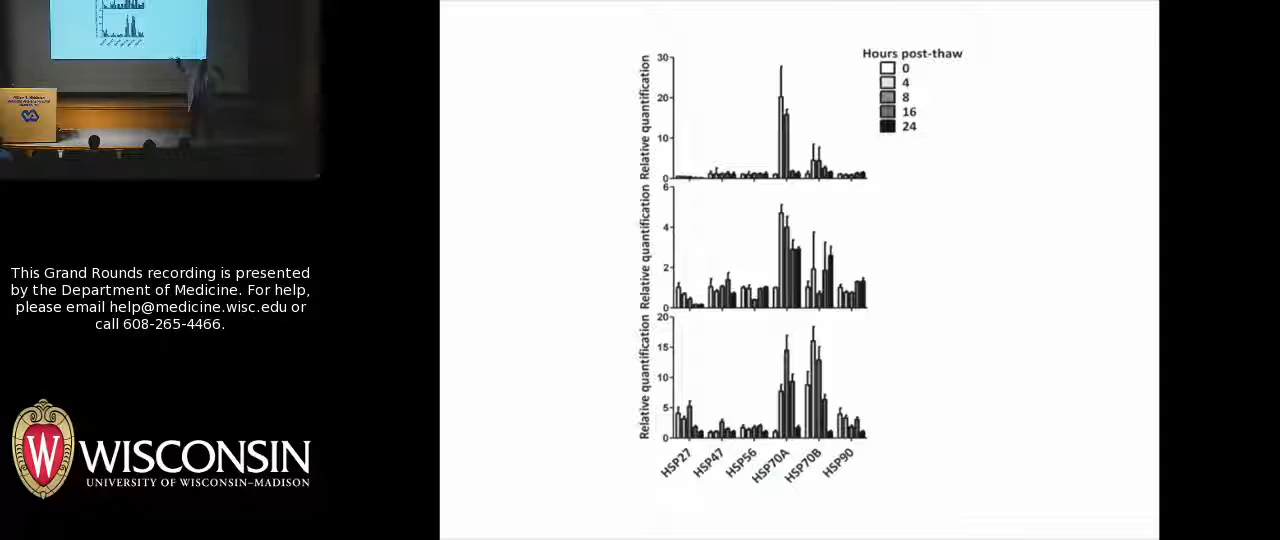 This Grand Rounds recording is presented
by the Department of Medicine. For help,
please email help@medicine.wisc.edu or
call 608-265-4466.
W
WISCONSIN
UNIVERSITY OF WISCONSIN–MADISON
Hours post-thaw
0
4
8
16
24
Relative quantification
30
20
10
0
Relative quantification
6
4
2
0
Relative quantification
20
15
10
5
0
HSP27
HSP47
HSP56
HSP70A
HSP70B
HSP90